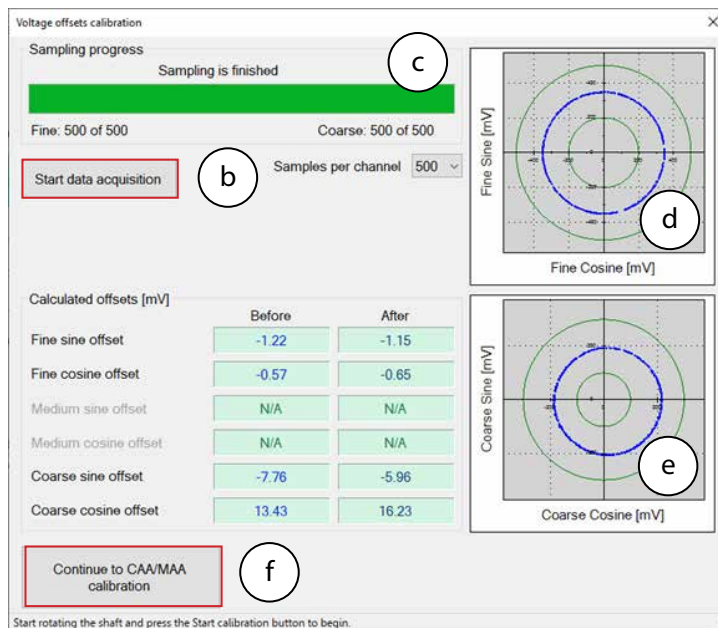 Voltage offsets calibration
Sampling progress
c
Sampling is finished
Fine: 500 of 500
Coarse: 500 of 500
Start data acquisition
b
Samples per channel
500
Fine Sine [mV]
d
Fine Cosine [mV]
Calculated offsets [mV]
Before
After
Fine sine offset
-1.22
-1.15
Fine cosine offset
-0.57
-0.65
Medium sine offset
N/A
N/A
Medium cosine offset
N/A
N/A
Coarse sine offset
-7.76
-5.96
Coarse cosine offset
13.43
16.23
Coarse Sine [mV]
e
Coarse Cosine [mV]
Continue to CAA/MAA
calibration
f
Start rotating the shaft and press the Start calibration button to begin.